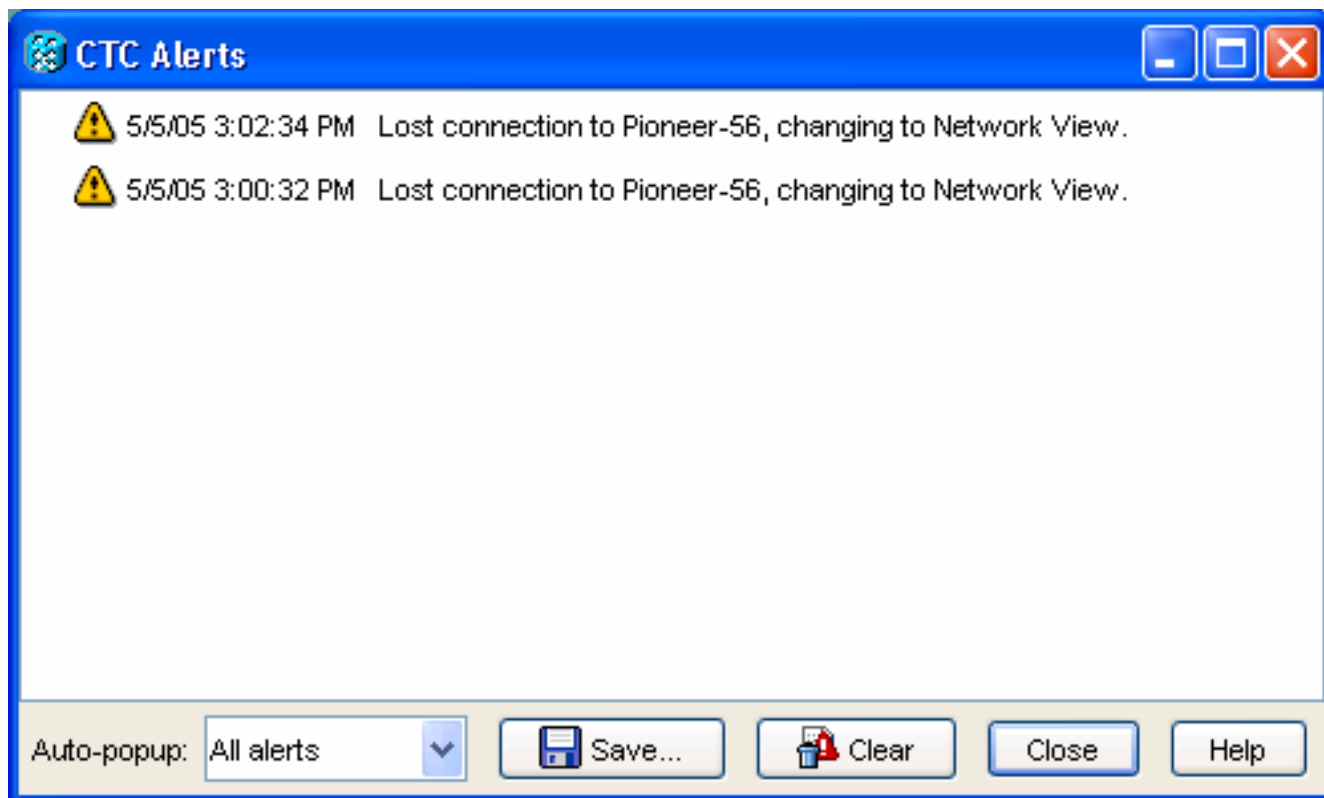 CTC Alerts
5/5/05 3:02:34 PM Lost connection to Pioneer-56, changing to Network View.
5/5/05 3:00:32 PM Lost connection to Pioneer-56, changing to Network View.
Auto-popup: All alerts Save... Clear Close Help